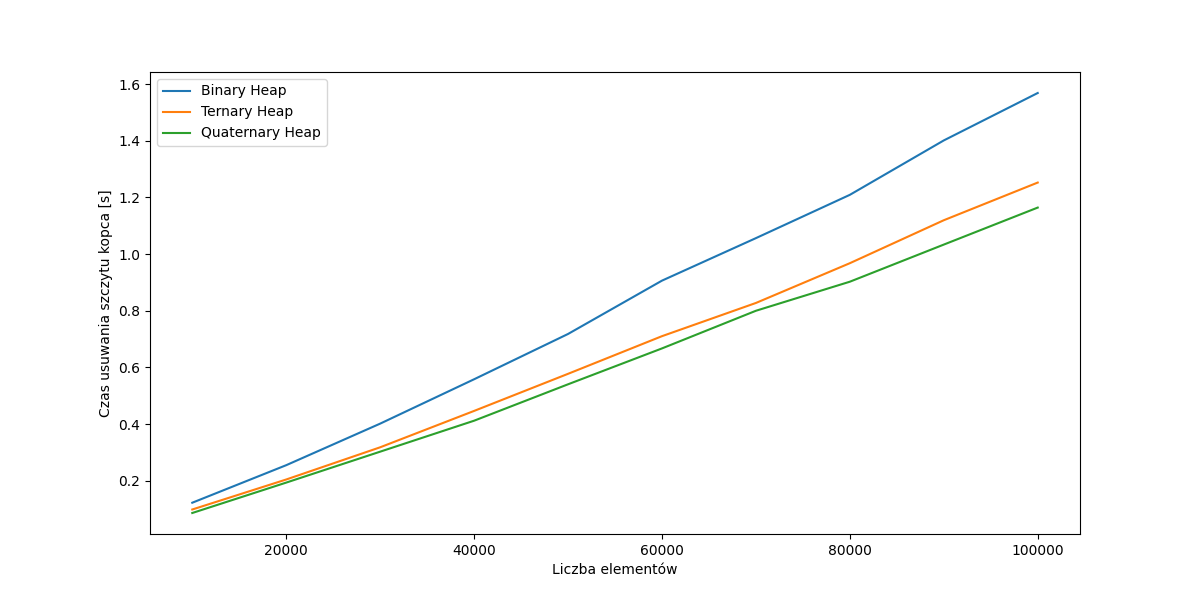 Binary Heap
Ternary Heap
Quaternary Heap
1.6
1.4
1.2
1.0
0.8
0.6
0.4
0.2
Czas usuwania szczytu kopca [s]
20000 40000 60000 80000 100000
Liczba elementów